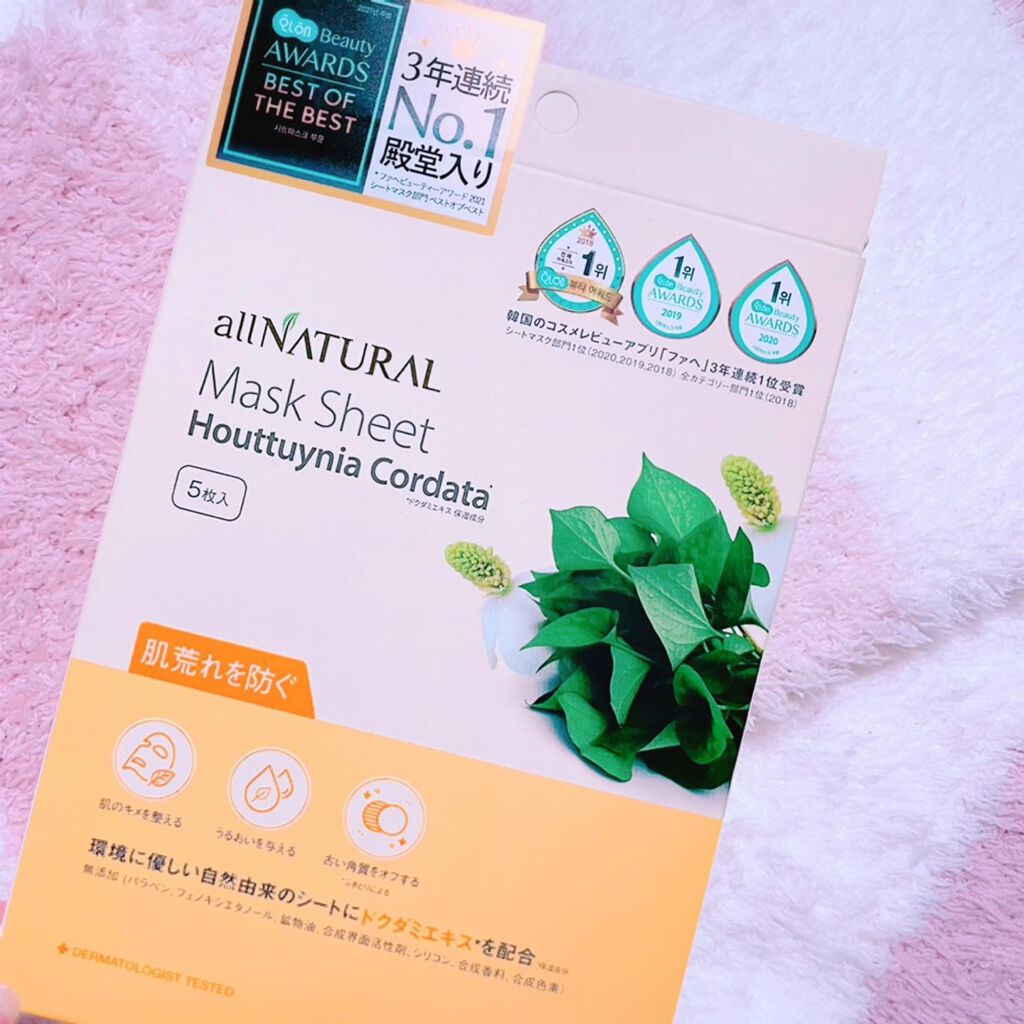 2021년 곡성
Beauty
AWARDS
BEST OF
THE BEST
시트마스크 부문
3年連続
No.1
殿堂入り
*ファヘビューティーアワード2021
シートマスク部門 ベストオブベスト
2018
1위
뷰티 어워드
1위
Beauty
AWARDS
2019
1위
Beauty
AWARDS
2020
韓国のコスメレビューアプリ「ファヘ」3年連続1位受賞
シートマスク部門1位(2020,2019,2018) 全カテゴリー部門1位(2018)
allNATURAL
Mask Sheet
Houttuynia Cordata*
*ドクダミエキス 保湿成分
5枚入
肌荒れを防ぐ
肌のキメを整える
うるおいを与える
古い角質をオフする
*ふきとりによる
環境に優しい自然由来のシートにドクダミエキス*を配合
*保湿成分
無添加 (パラベン、フェノキシエタノール、鉱物油、合成界面活性剤、シリコン、合成香料、合成色素)
+ DERMATOLOGIST TESTED